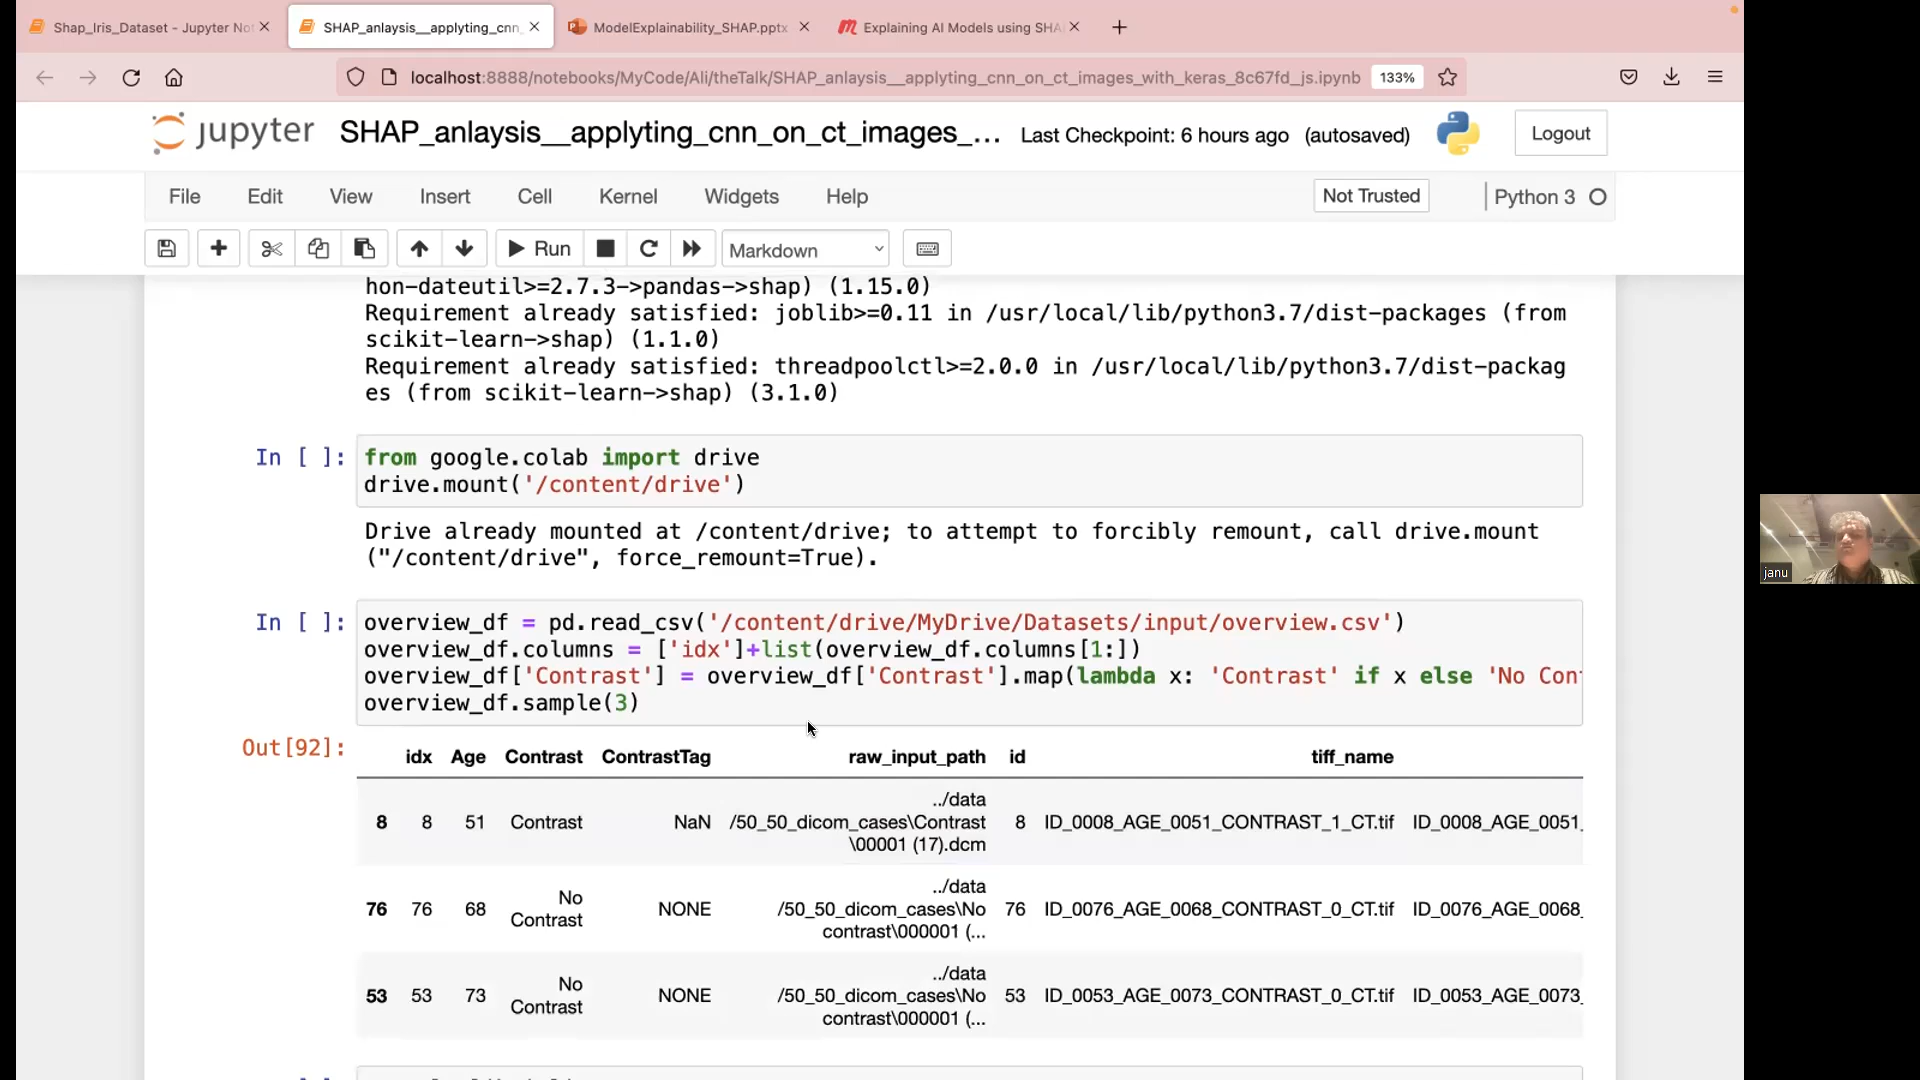 Shap_Iris_Dataset - Jupyter No
SHAP_anlaysis__applyting_cnn_
ModelExplainability_SHAP.pptx
Explaining AI Models using SHA
localhost:8888/notebooks/MyCode/Ali/theTalk/SHAP_anlaysis__applyting_cnn_on_ct_images_with_keras_8c67fd_js.ipynb
133%
jupyter
SHAP_anlaysis__applyting_cnn_on_ct_images_...
Last Checkpoint: 6 hours ago (autosaved)
Logout
File Edit View Insert Cell Kernel Widgets Help
Not Trusted
Python 3
Run
Markdown
hon-dateutil>=2.7.3->pandas->shap) (1.15.0)
Requirement already satisfied: joblib>=0.11 in /usr/local/lib/python3.7/dist-packages (from
scikit-learn->shap) (1.1.0)
Requirement already satisfied: threadpoolctl>=2.0.0 in /usr/local/lib/python3.7/dist-packag
es (from scikit-learn->shap) (3.1.0)
In [ ]:
from google.colab import drive
drive.mount('/content/drive')
Drive already mounted at /content/drive; to attempt to forcibly remount, call drive.mount
("/content/drive", force_remount=True).
In [ ]:
overview_df = pd.read_csv('/content/drive/MyDrive/Datasets/input/overview.csv')
overview_df.columns = ['idx']+list(overview_df.columns[1:])
overview_df['Contrast'] = overview_df['Contrast'].map(lambda x: 'Contrast' if x else 'No Con
overview_df.sample(3)
Out[92]:
idx Age Contrast ContrastTag raw_input_path id tiff_name
../data
8 8 51 Contrast NaN /50_50_dicom_cases\Contrast 8 ID_0008_AGE_0051_CONTRAST_1_CT.tif ID_0008_AGE_0051_
\00001 (17).dcm
../data
76 76 68 No Contrast NONE /50_50_dicom_cases\No 76 ID_0076_AGE_0068_CONTRAST_0_CT.tif ID_0076_AGE_0068_
contrast\000001 (...
../data
53 53 73 No Contrast NONE /50_50_dicom_cases\No 53 ID_0053_AGE_0073_CONTRAST_0_CT.tif ID_0053_AGE_0073_
contrast\000001 (...
janu